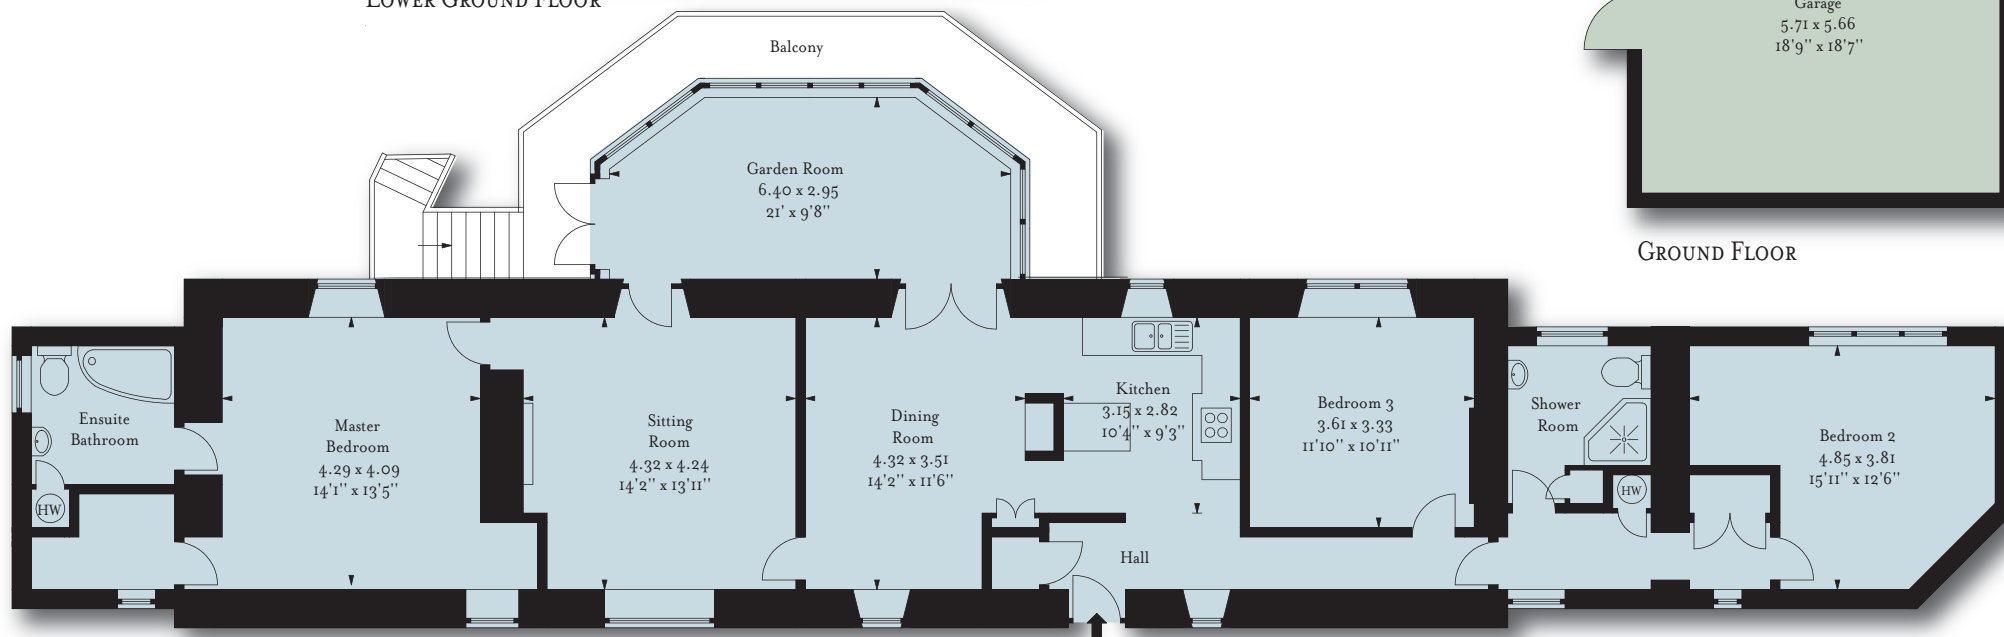 LOWER GROUND FLOOR
Balcony
Garage
5.71 x 5.66
18'9'' x 18'7''
Garden Room
6.40 x 2.95
21' x 9'8''
GROUND FLOOR
Ensuite
Bathroom
HW
Master
Bedroom
4.29 x 4.09
14'1'' x 13'5''
Sitting
Room
4.32 x 4.24
14'2'' x 13'11''
Dining
Room
4.32 x 3.51
14'2'' x 11'6''
Kitchen
3.15 x 2.82
10'4'' x 9'3''
Hall
Bedroom 3
3.61 x 3.33
11'10'' x 10'11''
Shower
Room
HW
Bedroom 2
4.85 x 3.81
15'11'' x 12'6''